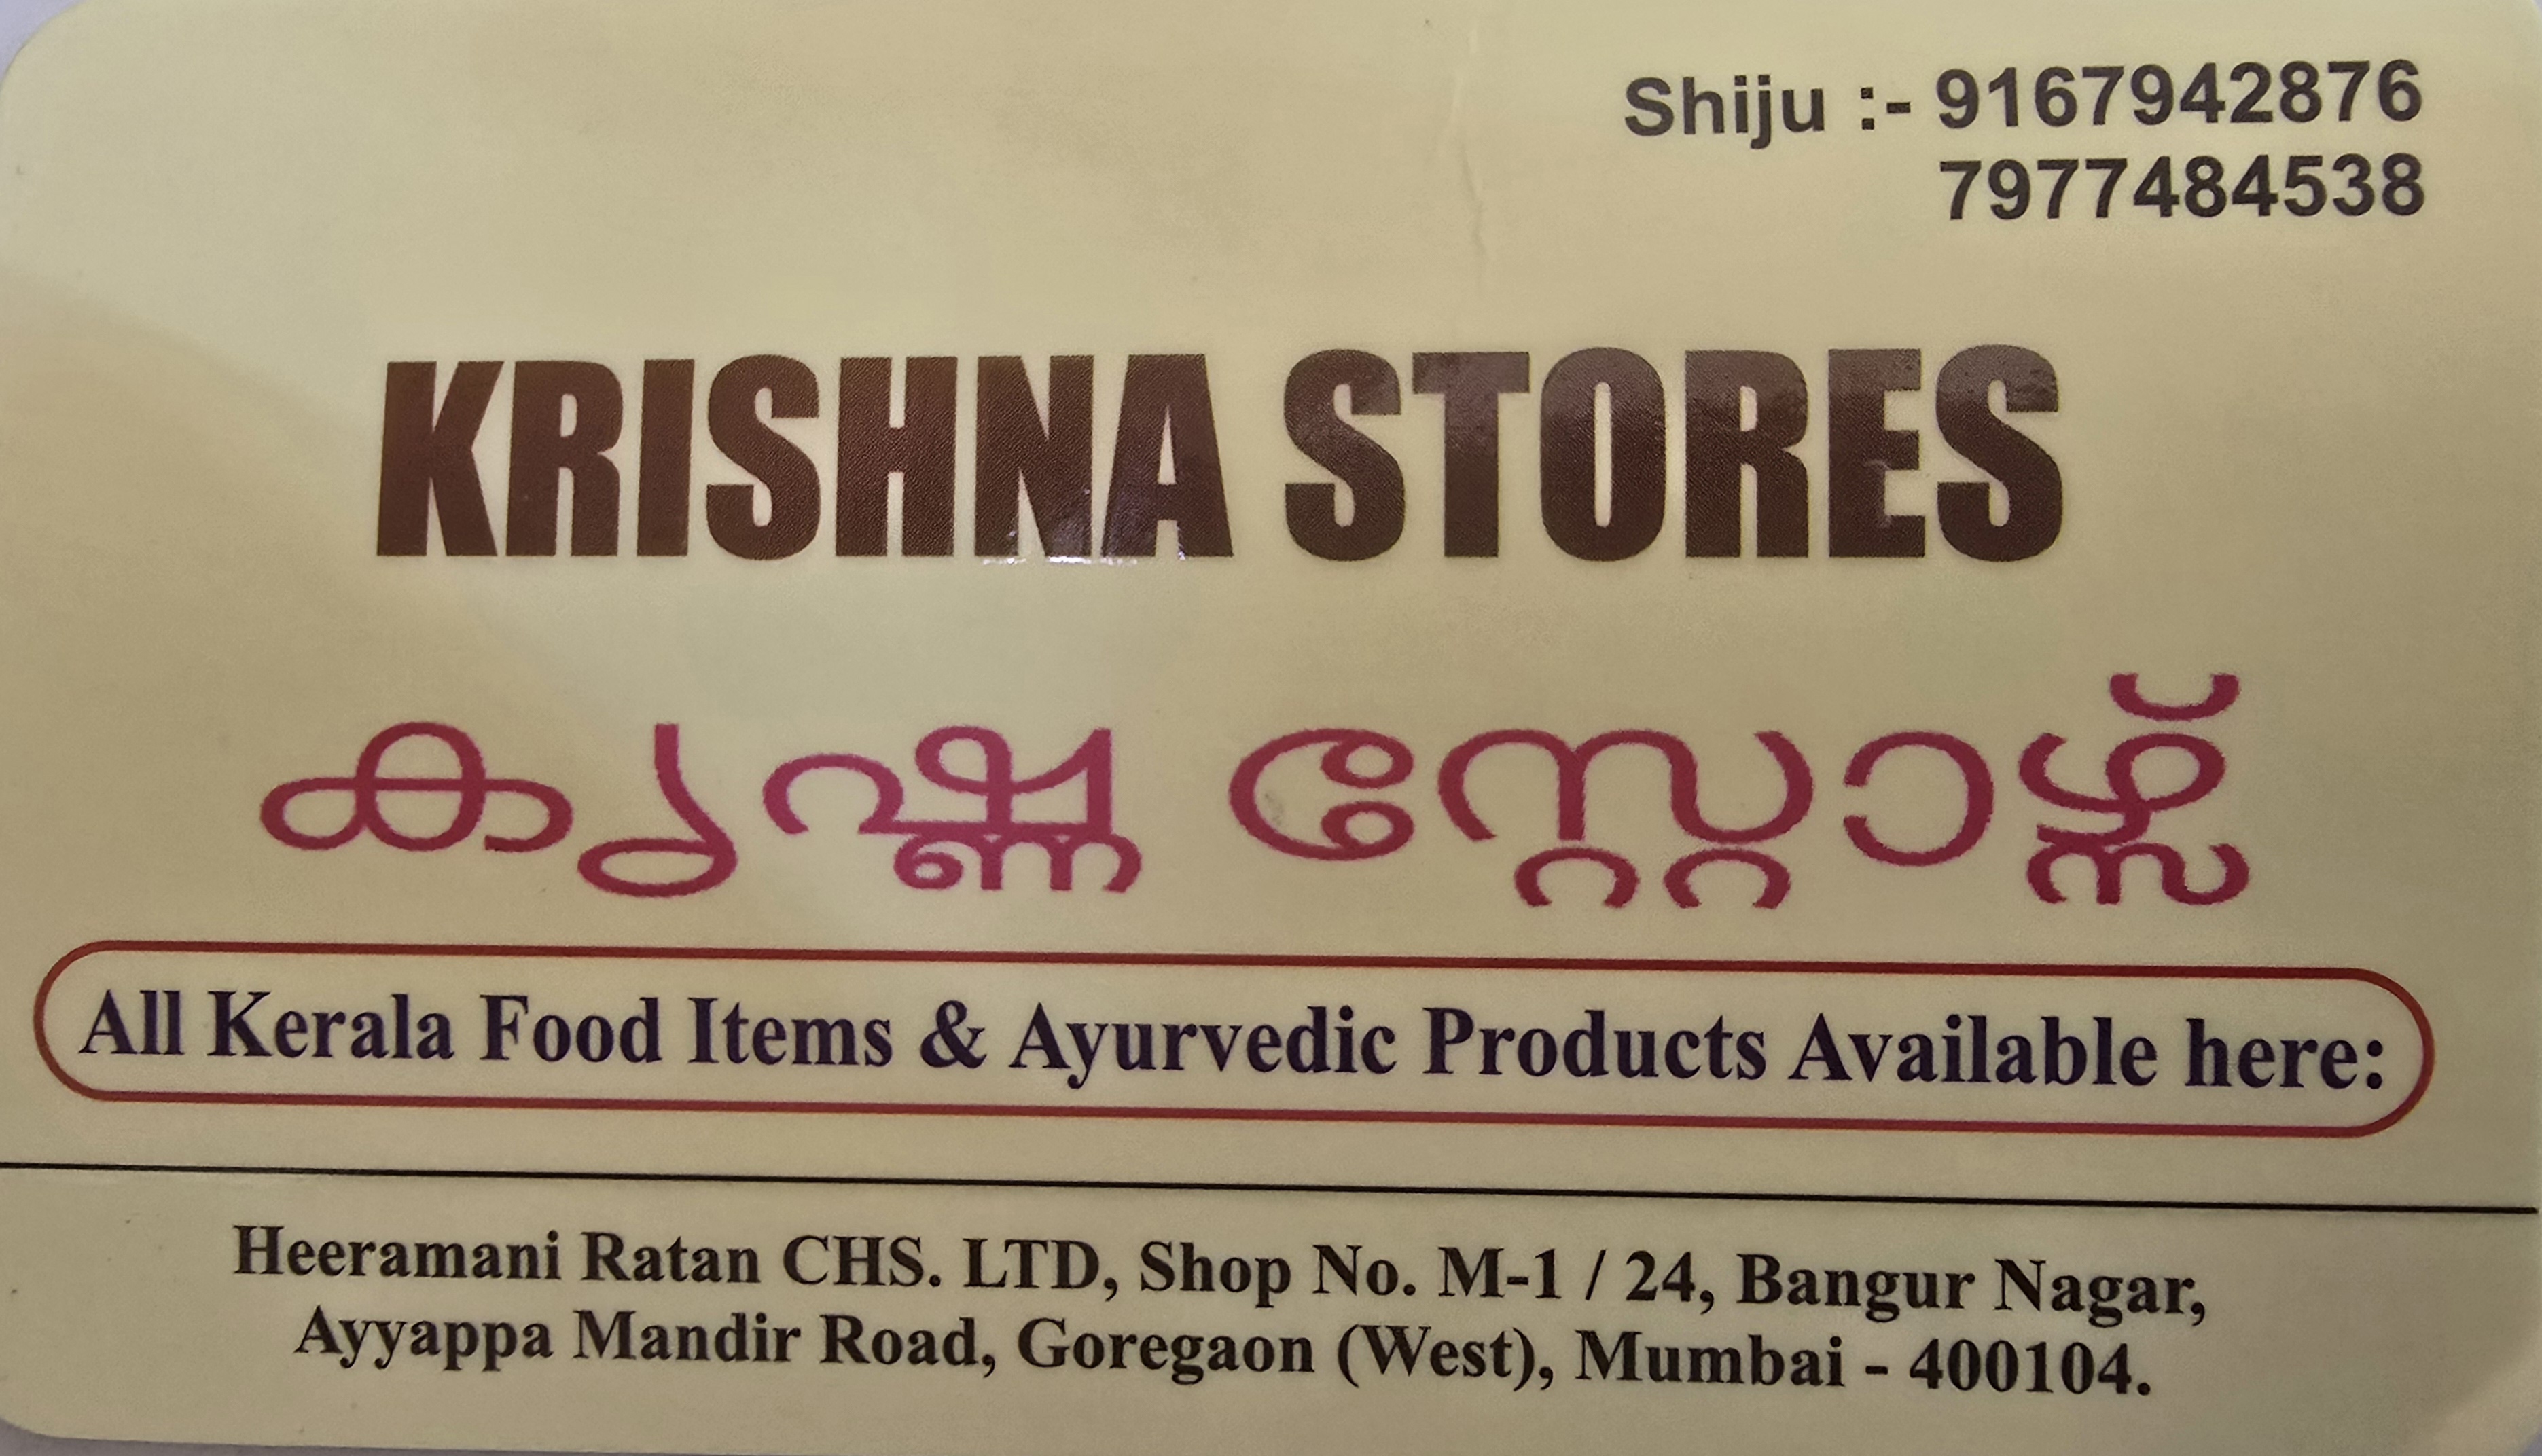 Shiju :- 9167942876
7977484538
KRISHNA STORES
കൃഷ്ണ സ്റ്റോഴ്സ്
All Kerala Food Items & Ayurvedic Products Available here:
Heeramani Ratan CHS. LTD, Shop No. M-1 / 24, Bangur Nagar,
Ayyappa Mandir Road, Goregaon (West), Mumbai - 400104.